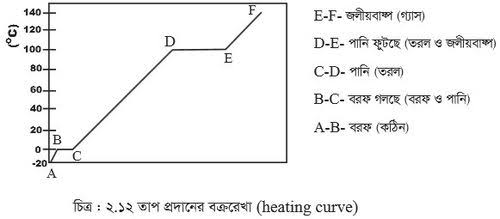 (°C)
140
120
100
80
60
40
20
0
-20
A
B
C
D
E
F
E-F- জলীয়বাষ্প (গ্যাস)
D-E- পানি ফুটছে (তরল ও জলীয়বাষ্প)
C-D- পানি (তরল)
B-C- বরফ গলছে (বরফ ও পানি)
A-B- বরফ (কঠিন)
চিত্র : ২.১২ তাপ প্রদানের বক্ররেখা (heating curve)